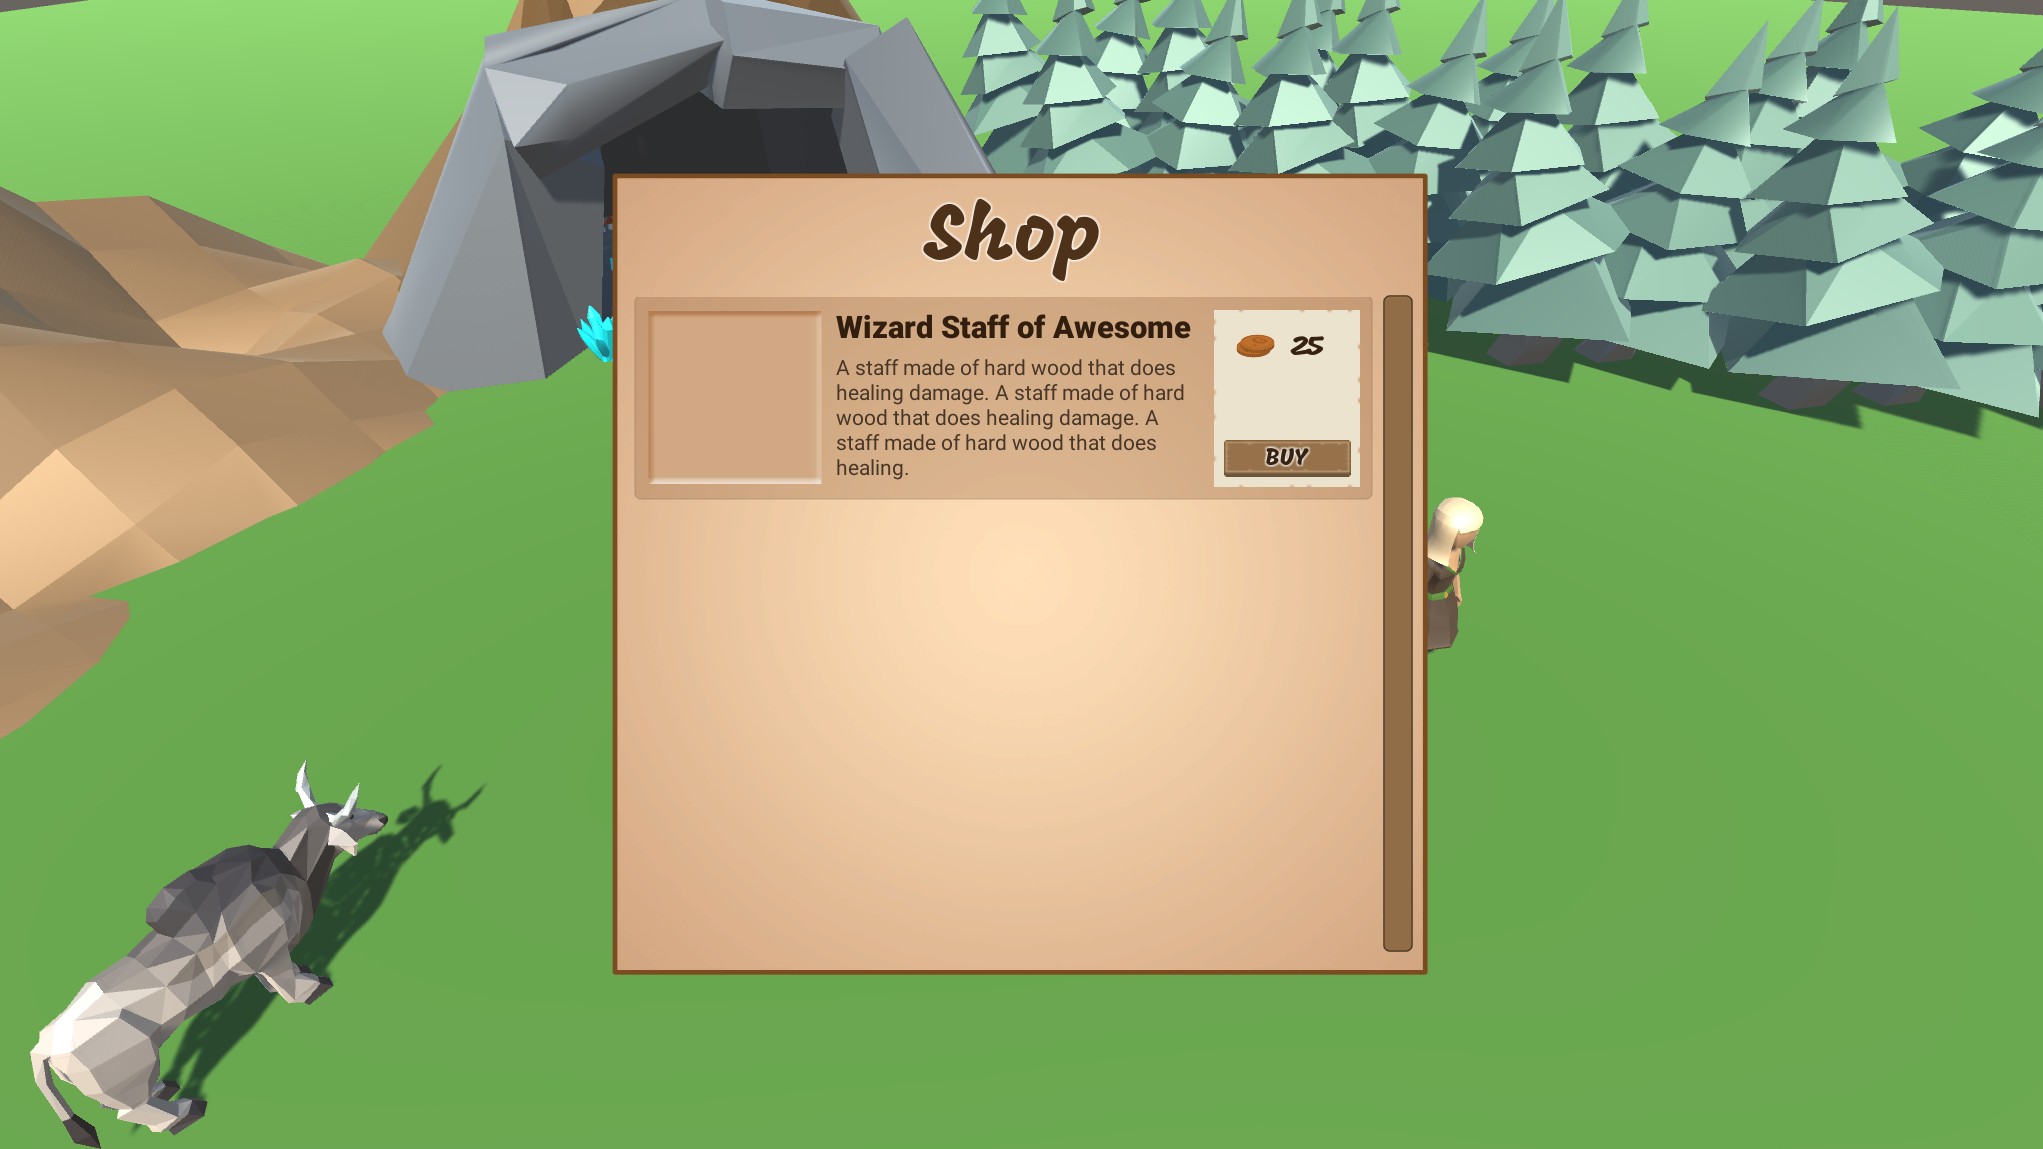 Shop
Wizard Staff of Awesome
A staff made of hard wood that does
healing damage. A staff made of hard
wood that does healing damage. A
staff made of hard wood that does
healing.
25
BUY